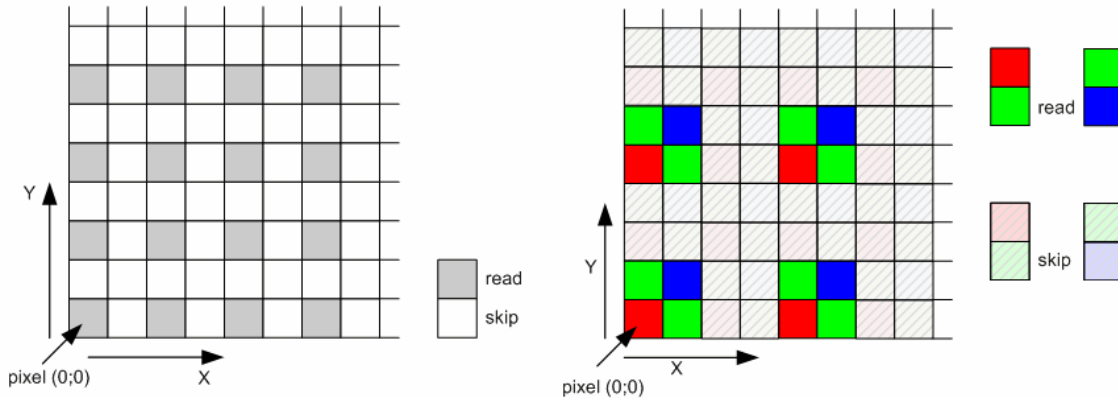 Y
read
skip
X
pixel (0;0)
read
skip
Y
X
pixel (0;0)